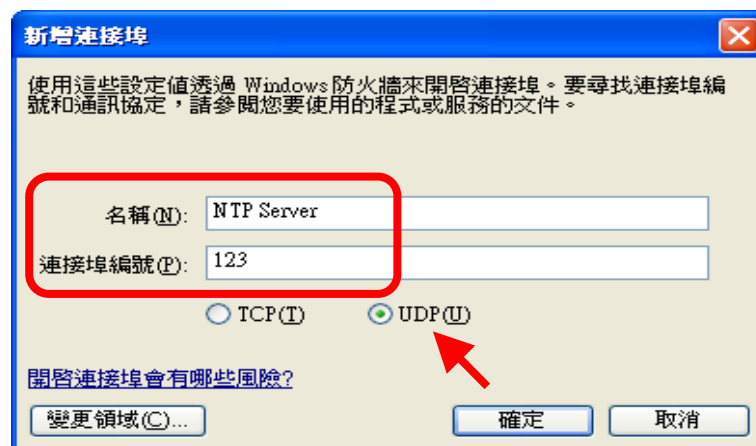 新增連接埠
使用這些設定值透過 Windows 防火牆來開啓連接埠。要尋找連接埠編
號和通訊協定，請參閱您要使用的程式或服務的文件。
名稱(N): NTP Server
連接埠編號(P): 123
TCP(T) UDP(U)
開啓連接埠會有哪些風險?
變更領域(C)... 確定 取消